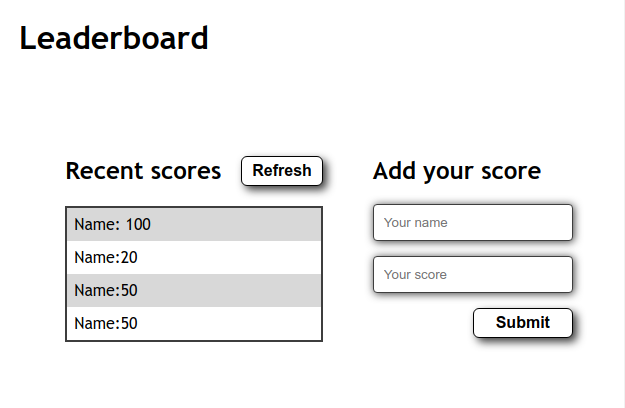 Leaderboard
Recent scores
Refresh
Name: 100
Name:20
Name:50
Name:50
Add your score
Your name
Your score
Submit